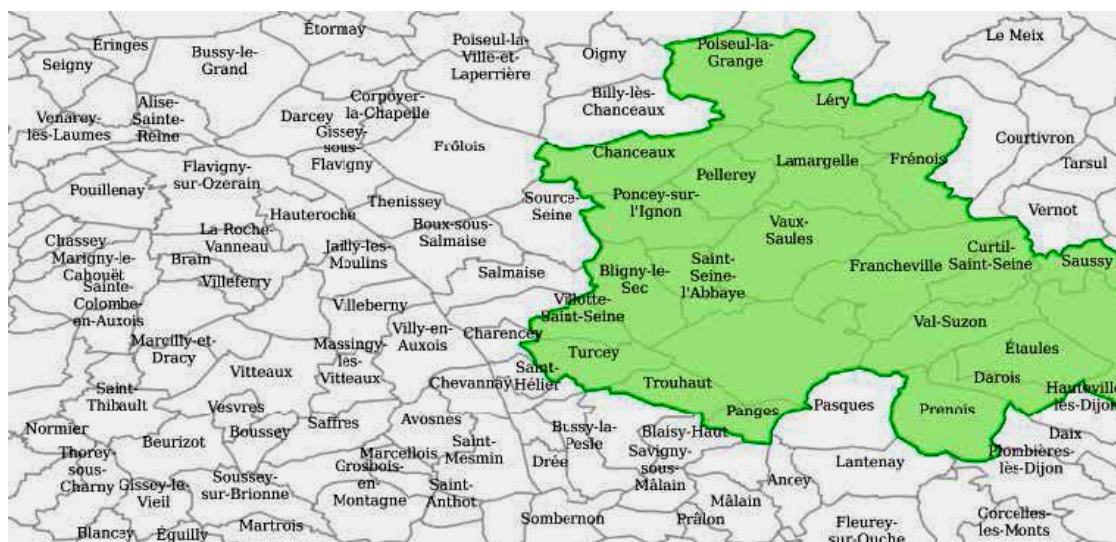 Étormay
Éringes
Bussy-le-
Grand
Seigny
Poiseul-la-
Ville-et-
Laperrière
Oigny
Poiseul-la-
Grange
Le Meix
Billy-lès-
Chanceaux
Léry
Venarey-
les-Laumes
Alise-
Sainte-
Reine
Darcey
Corpoyer-
la-Chapelle
Gissey-
sous-
Flavigny
Frôlois
Courtivron
Tarsul
Chanceaux
Lamargelle
Frénois
Flavigny-
sur-Ozerain
Pouillenay
Pellerey
Poncey-sur-
l'Ignon
Source-
Seine
Thenissey
Hauteroche
Vernot
Boux-sous-
Salmaise
Vaux-
Saules
La Roche-
Vanneau
Chassey
Marigny-le-
Cahouët
Brain
Jailly-les-
Moulins
Curtil-
Saint-Seine
Saussy
Francheville
Salmaise
Bligny-le-
Sec
Saint-
Seine-
l'Abbaye
Villeferry
Sainte-
Colombe-
en-Auxois
Villeberny
Villotte-
Saint-Seine
Val-Suzon
Charencey
Villy-en-
Auxois
Marcilly-et-
Dracy
Massingy-
les-
Vitteaux
Turcey
Étaules
Vitteaux
Saint-
Hélier
Chevannay
Trouhaut
Darois
Saint-
Thibault
Hauteville-
lès-Dijon
Vesvres
Panges
Pasques
Prenois
Saffres
Avosnes
Normier
Boussey
Beurizot
Bussy-la-
Pesle
Blaisy-Haut
Daix
Plombières-
lès-Dijon
Thorey-
sous-
Charny
Marcellois
Saint-
Mesmin
Savigny-
sous-
Mâlain
Drée
Lantenay
Grosbois-
en-
Montagne
Soussey-
sur-Brionne
Gissey-le-
Vieil
Saint-
Anthot
Ancey
Mâlain
Sombernon
Prâlon
Corcelles-
les-Monts
Fleurey-
sur-Ouche
Blancey
Éguilly
Martrois